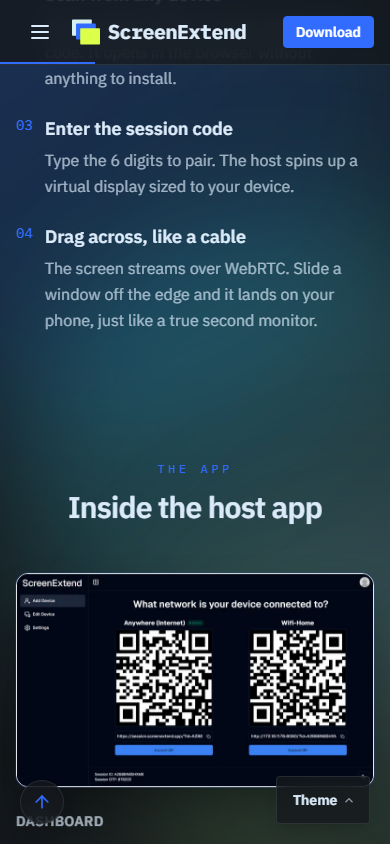 ScreenExtend
Download
anything to install.
03
Enter the session code
Type the 6 digits to pair. The host spins up a
virtual display sized to your device.
04
Drag across, like a cable
The screen streams over WebRTC. Slide a
window off the edge and it lands on your
phone, just like a true second monitor.
THE APP
Inside the host app
ScreenExtend
Add Device
Edit Device
Settings
What network is your device connected to?
Anywhere (Internet)
Wifi-Home
Theme
DASHBOARD